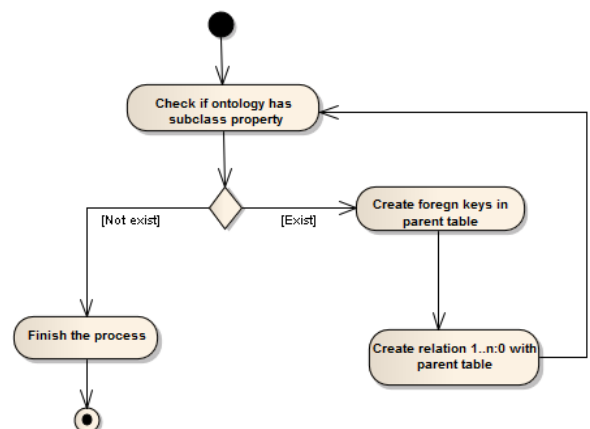 Check if ontology has
subclass property
[Not exist]
[Exist]
Create foregn keys in
parent table
Finish the process
Create relation 1..n:0 with
parent table